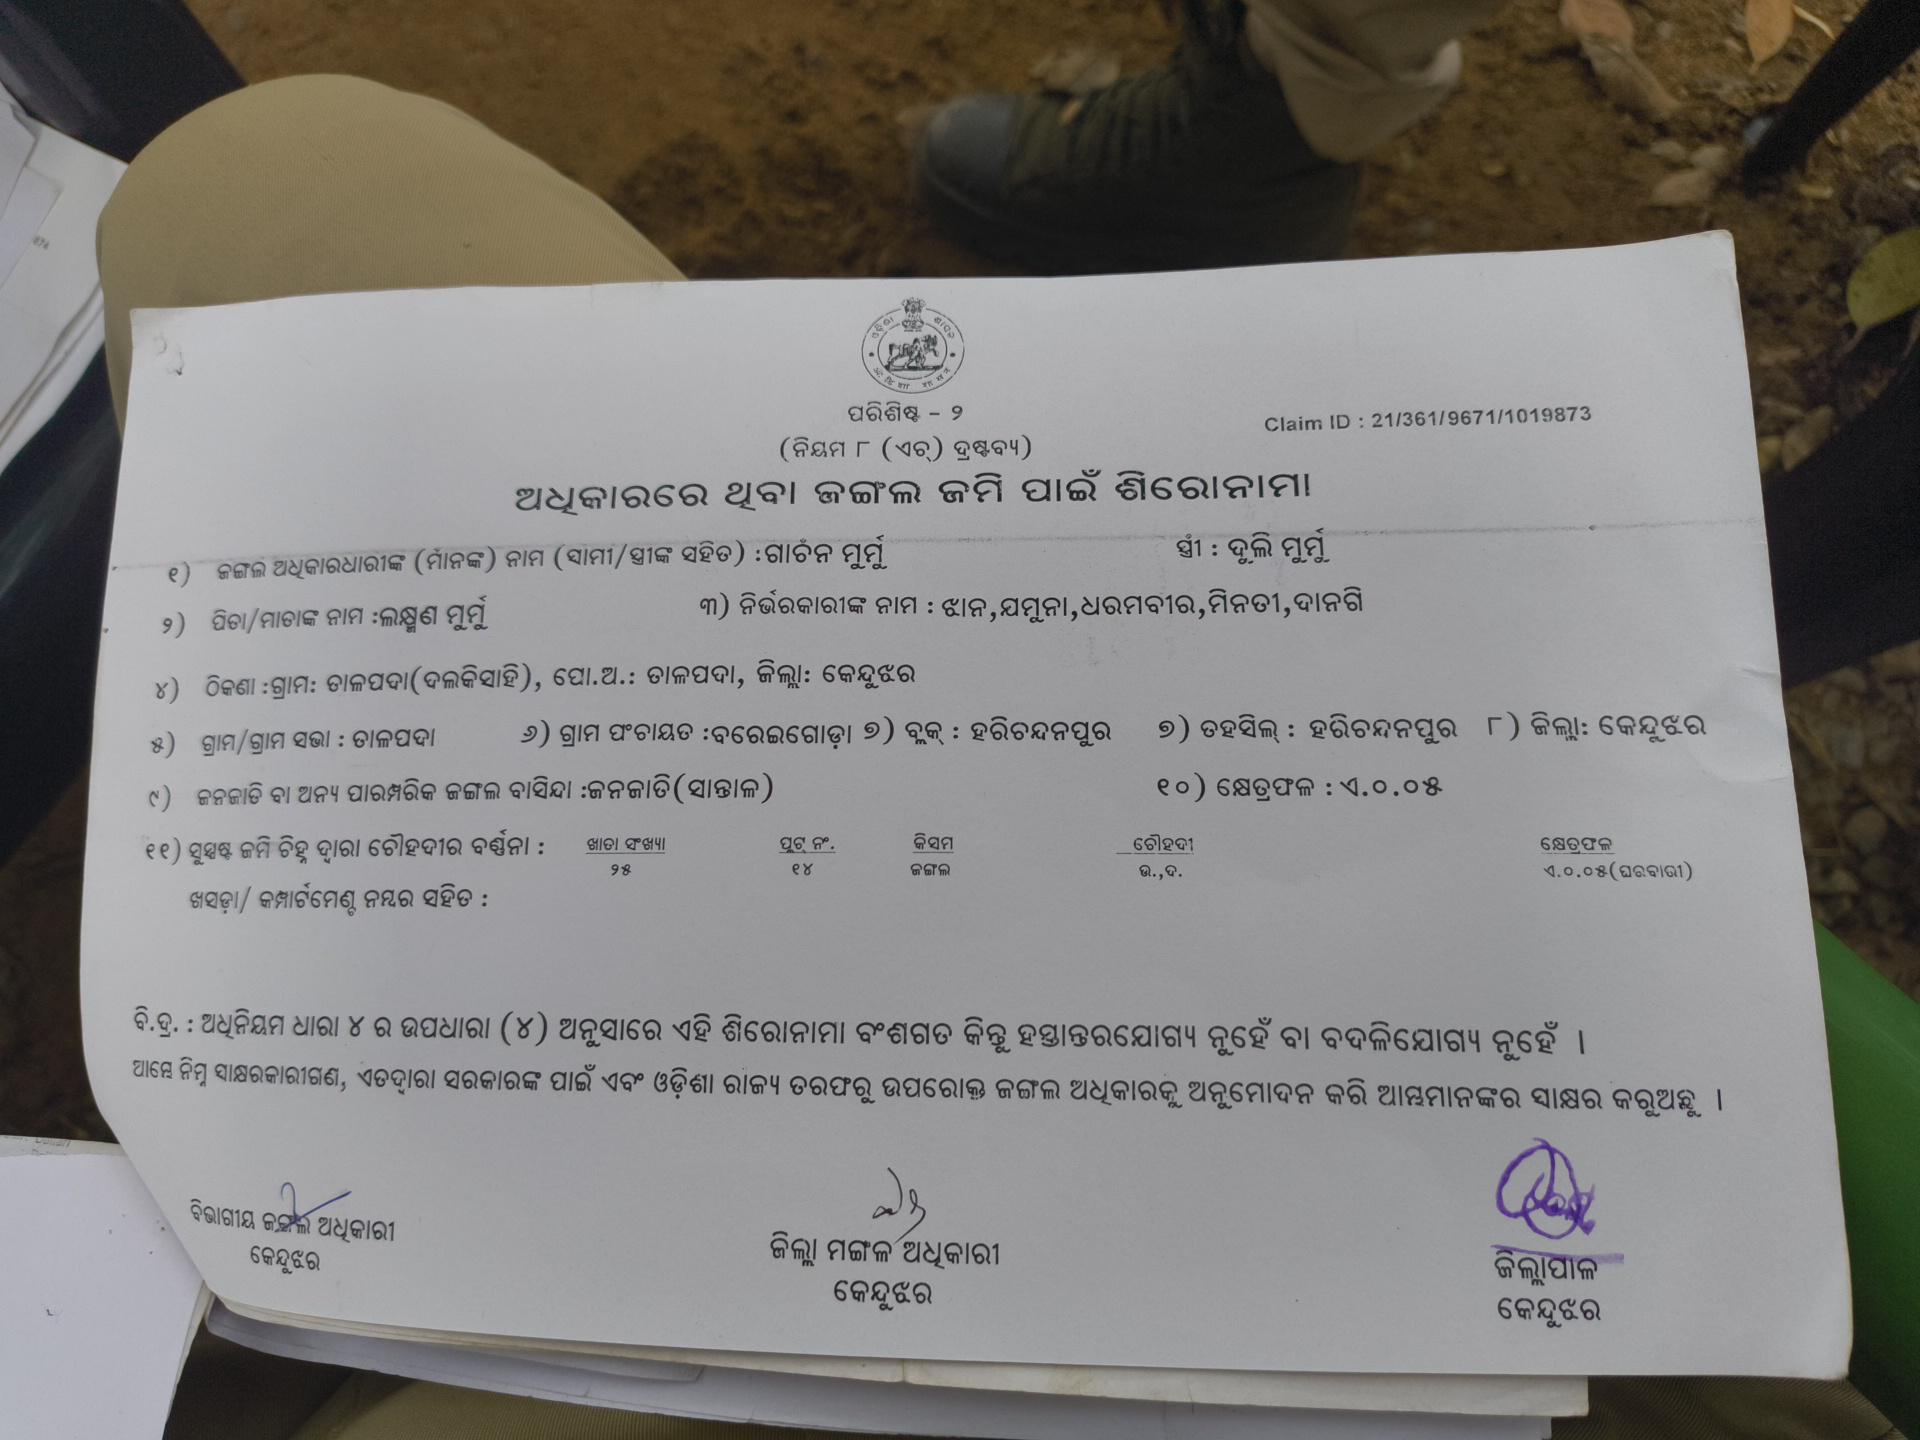 ଓଡ଼ିଶା ଶାସନ
ପରିଶିଷ୍ଟ - ୨
Claim ID : 21/361/9671/1019873
(ନିୟମ ୮ (ଏଚ୍) ଦ୍ରଷ୍ଟବ୍ୟ)
ଅଧିକାରରେ ଥିବା ଜଙ୍ଗଲ ଜମି ପାଇଁ ଶିରୋନାମା
୧) ଜଙ୍ଗଲ ଅଧିକାରଧାରୀଙ୍କ (ମାନଙ୍କ) ନାମ (ସାମୀ/ସ୍ତ୍ରୀଙ୍କ ସହିତ) :ଗାର୍ଚନ ମୁର୍ମୁ ସ୍ତ୍ରୀ : ଦୁଲି ମୁର୍ମୁ
୨) ପିତା/ମାତାଙ୍କ ନାମ :ଲକ୍ଷ୍ମଣ ମୁର୍ମୁ ୩) ନିର୍ଭରକାରୀଙ୍କ ନାମ : ଝାନ,ଯମୁନା,ଧରମବୀର,ମିନତୀ,ଦାନଗି
୪) ଠିକଣା :ଗ୍ରାମ: ତାଳପଦା(ଦଲକିସାହି), ପୋ.ଅ.: ତାଳପଦା, ଜିଲ୍ଲା: କେନ୍ଦୁଝର
୫) ଗ୍ରାମ/ଗ୍ରାମ ସଭା : ତାଳପଦା ୬) ଗ୍ରାମ ପଂଚାୟତ :ବରେଇଗୋଡ଼ା ୭) ବ୍ଲକ୍ : ହରିଚନ୍ଦନପୁର ୭) ତହସିଲ୍ : ହରିଚନ୍ଦନପୁର ୮) ଜିଲ୍ଲା: କେନ୍ଦୁଝର
୯) ଜନଜାତି ବା ଅନ୍ୟ ପାରମ୍ପରିକ ଜଙ୍ଗଲ ବାସିନ୍ଦା :ଜନଜାତି(ସାନ୍ତାଳ) ୧୦) କ୍ଷେତ୍ରଫଳ : ଏ.୦.୦୫
୧୧) ସୁସ୍ପଷ୍ଟ ଜମି ଚିହ୍ନ ଦ୍ୱାରା ଚୌହଦୀର ବର୍ଣ୍ଣନା : ଖାତା ସଂଖ୍ୟା ପ୍ଲଟ୍ ନଂ. କିସମ ଚୌହଦୀ କ୍ଷେତ୍ରଫଳ
୨୫ ୧୪ ଜଙ୍ଗଲ ଉ.,ଦ. ଏ.୦.୦୫(ଘରବାରୀ)
ଖସଡ଼ା/ କମ୍ପାର୍ଟମେଣ୍ଟ ନମ୍ବର ସହିତ :
ବି.ଦ୍ର. : ଅଧିନିୟମ ଧାରା ୪ ର ଉପଧାରା (୪) ଅନୁସାରେ ଏହି ଶିରୋନାମା ବଂଶଗତ କିନ୍ତୁ ହସ୍ତାନ୍ତରଯୋଗ୍ୟ ନୁହେଁ ବା ବଦଳିଯୋଗ୍ୟ ନୁହେଁ ।
ଆମ୍ଭେ ନିମ୍ନ ସାକ୍ଷରକାରୀଗଣ, ଏତଦ୍ୱାରା ସରକାରଙ୍କ ପାଇଁ ଏବଂ ଓଡ଼ିଶା ରାଜ୍ୟ ତରଫରୁ ଉପରୋକ୍ତ ଜଙ୍ଗଲ ଅଧିକାରକୁ ଅନୁମୋଦନ କରି ଆମ୍ଭମାନଙ୍କର ସାକ୍ଷର କରୁଅଛୁ ।
ବିଭାଗୀୟ ଜଙ୍ଗଲ ଅଧିକାରୀ
କେନ୍ଦୁଝର
ଜିଲ୍ଲା ମଙ୍ଗଳ ଅଧିକାରୀ
କେନ୍ଦୁଝର
ଜିଲ୍ଲାପାଳ
କେନ୍ଦୁଝର